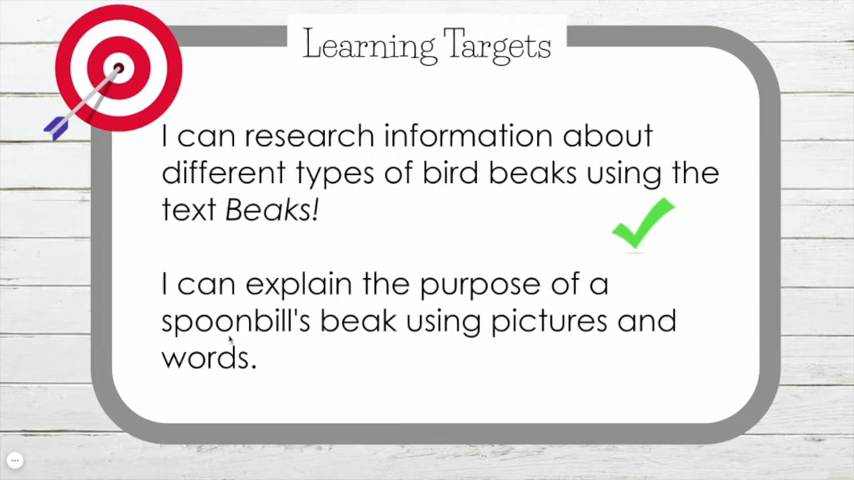 Learning Targets
I can research information about
different types of bird beaks using the
text Beaks!
I can explain the purpose of a
spoonbill's beak using pictures and
words.